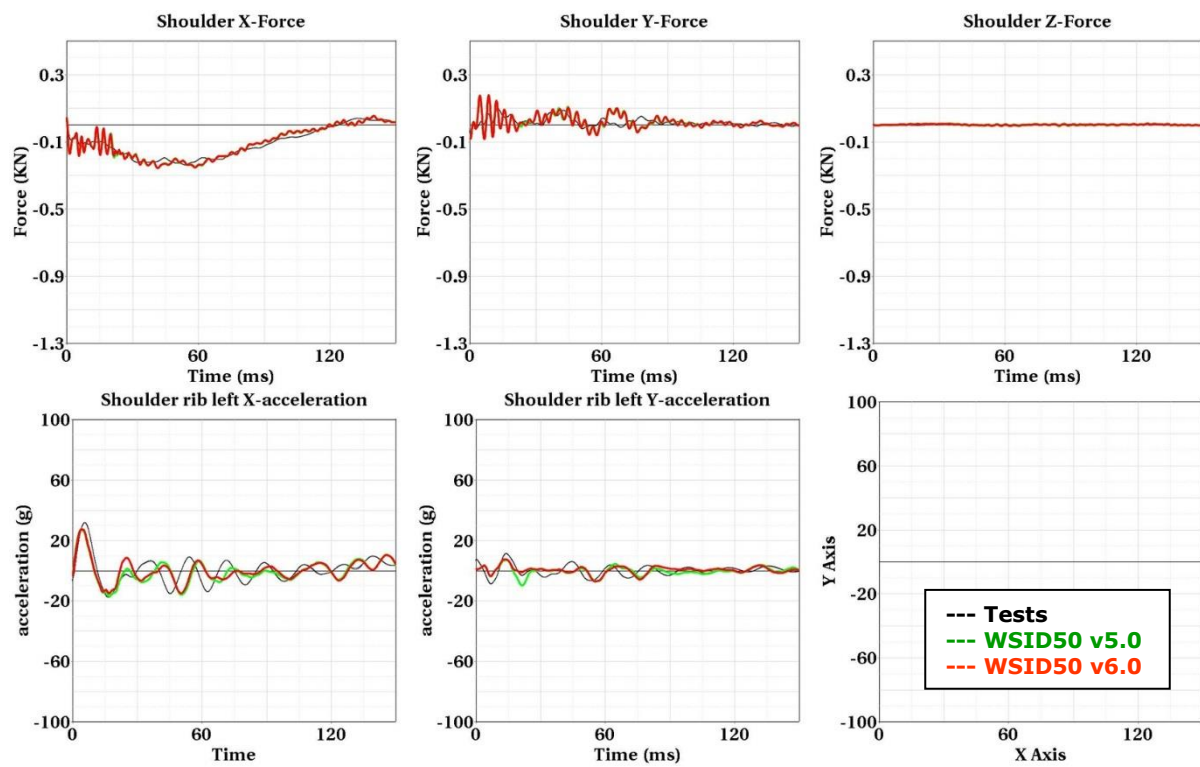 Shoulder X-Force
Force (KN)
0.3
-0.1
-0.5
-0.9
-1.3
0 60 120
Time (ms)
Shoulder Y-Force
Force (KN)
0.3
-0.1
-0.5
-0.9
-1.3
0 60 120
Time (ms)
Shoulder Z-Force
Force (KN)
0.3
-0.1
-0.5
-0.9
-1.3
0 60 120
Time (ms)
Shoulder rib left X-acceleration
acceleration (g)
100
60
20
-20
-60
-100
0 60 120
Time
Shoulder rib left Y-acceleration
acceleration (g)
100
60
20
-20
-60
-100
0 60 120
Time (ms)
Y Axis
100
60
20
-20
-60
-100
0 60 120
X Axis
--- Tests
--- WSID50 v5.0
--- WSID50 v6.0